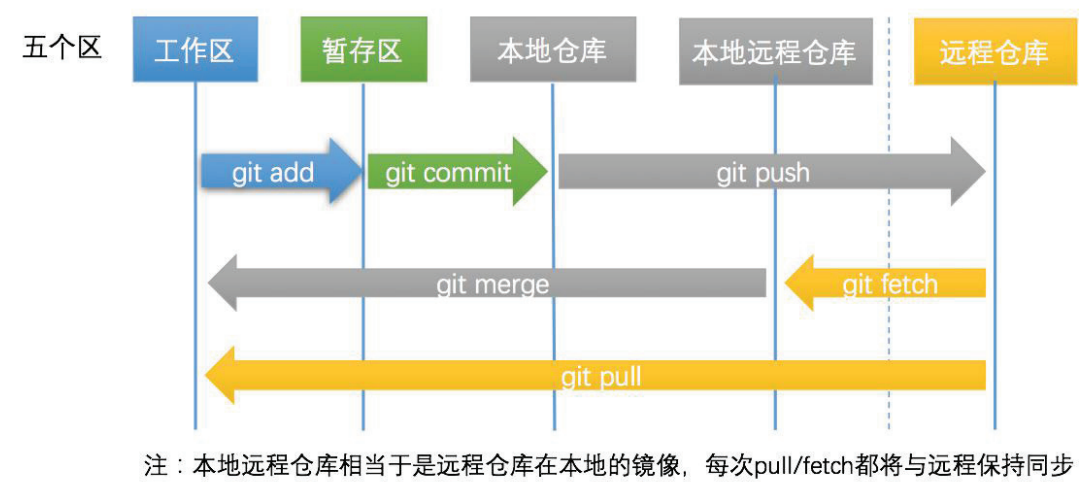 五个区 工作区 暂存区 本地仓库 本地远程仓库 远程仓库
git add git commit git push
git merge git fetch
git pull
注：本地远程仓库相当于是远程仓库在本地的镜像，每次pull/fetch都将与远程保持同步